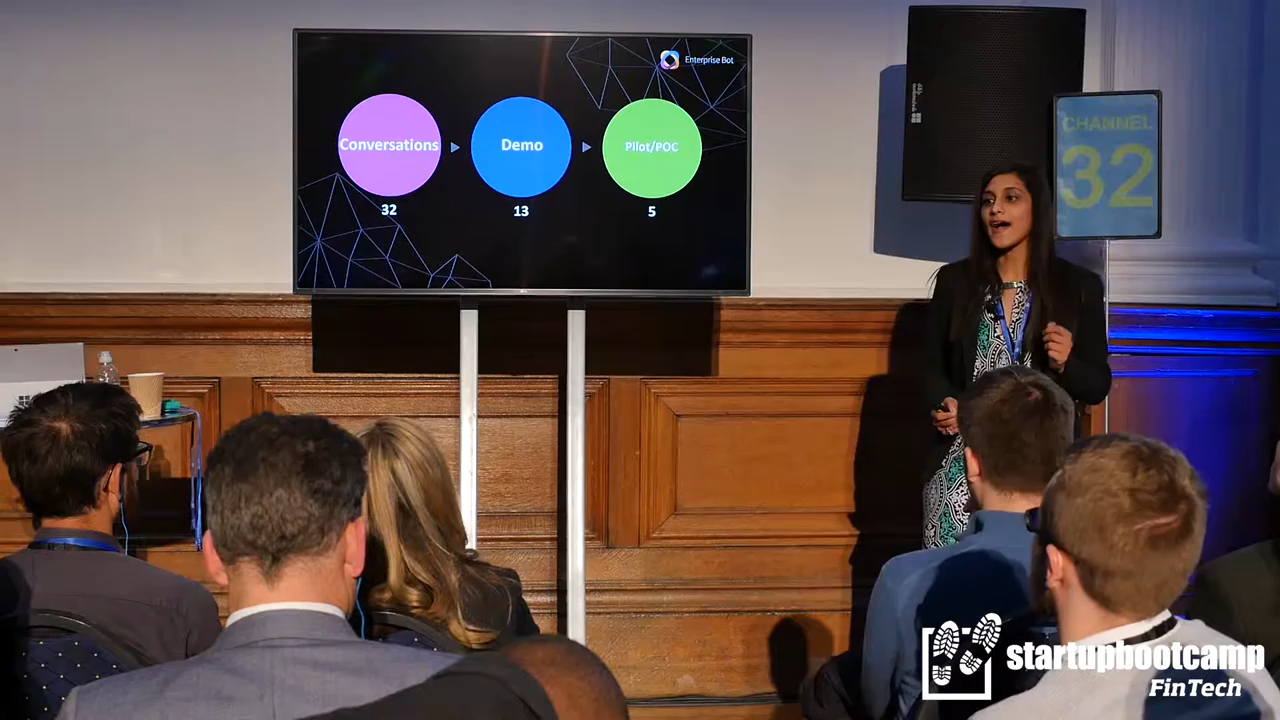 Enterprise Bot
Conversations
Demo
Pilot/POC
32
13
5
CHANNEL
32
startupbootcamp
FinTech